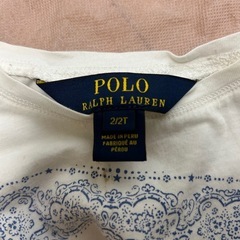 POLO
RALPH LAUREN
2/2T
MADE IN PERU
FABRIQUÉ AU
PÉROU